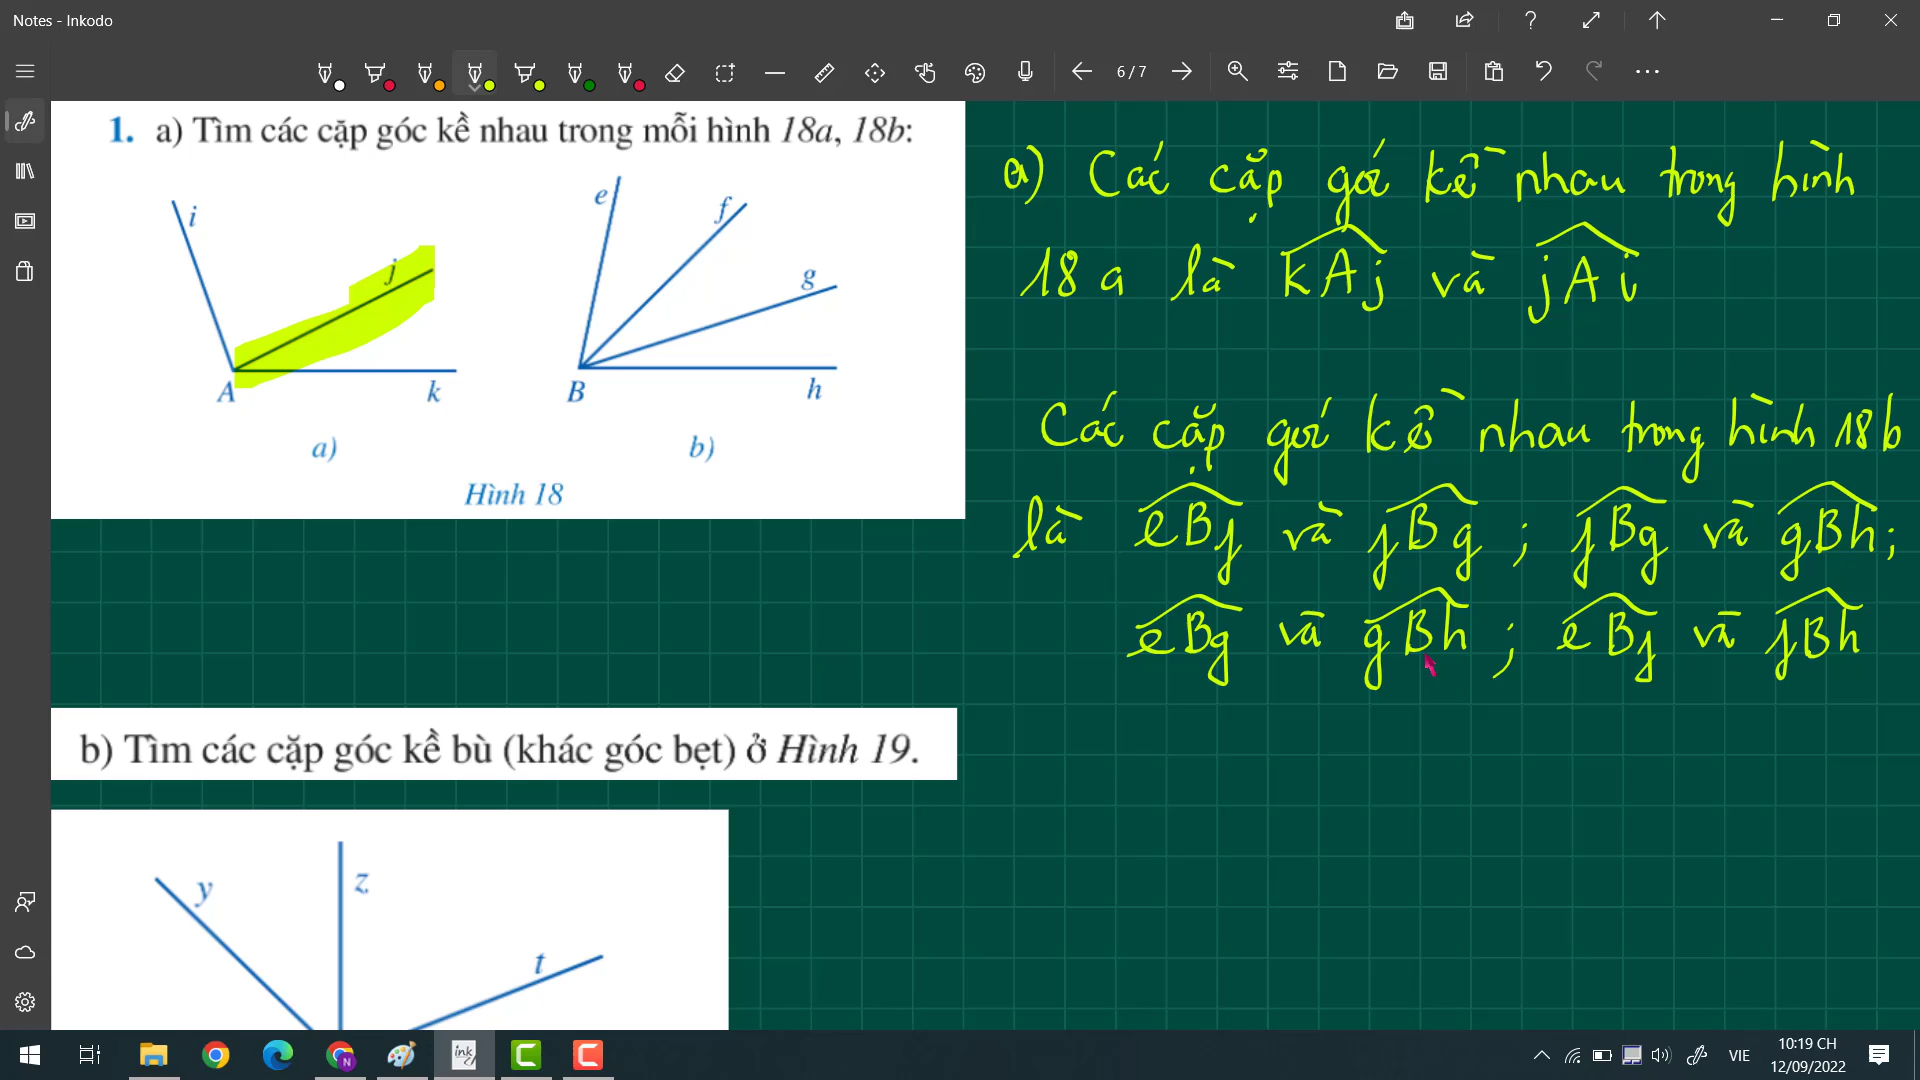 Notes - Inkodo
6 / 7
1. a) Tìm các cặp góc kề nhau trong mỗi hình 18a, 18b:
i
j
A
k
a)
e
f
g
B
h
b)
Hình 18
a) Các cặp góc kề nhau trong hình
18a là kAj và jAi
Các cặp góc kề nhau trong hình 18b
là eBf và fBg ; fBg và gBh;
eBg và gBh ; eBf và fBh
b) Tìm các cặp góc kề bù (khác góc bẹt) ở Hình 19.
y
z
t
ink
VIE
10:19 CH
12/09/2022